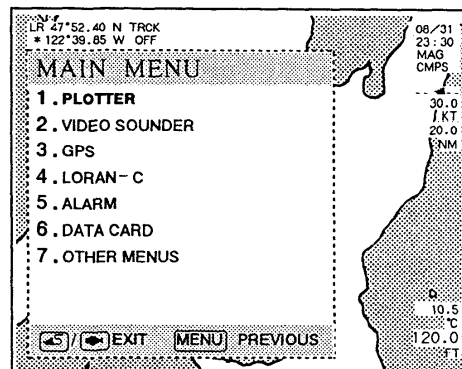 LR 47°52.40 N TRCK
* 122°39.85 W OFF
08/31
23:30
MAG
CMPS
MAIN MENU
1. PLOTTER
2. VIDEO SOUNDER
3. GPS
4. LORAN-C
5. ALARM
6. DATA CARD
7. OTHER MENUS
30.0
KT
20.0
NM
10.5
°C
120.0
FT
EXIT MENU PREVIOUS